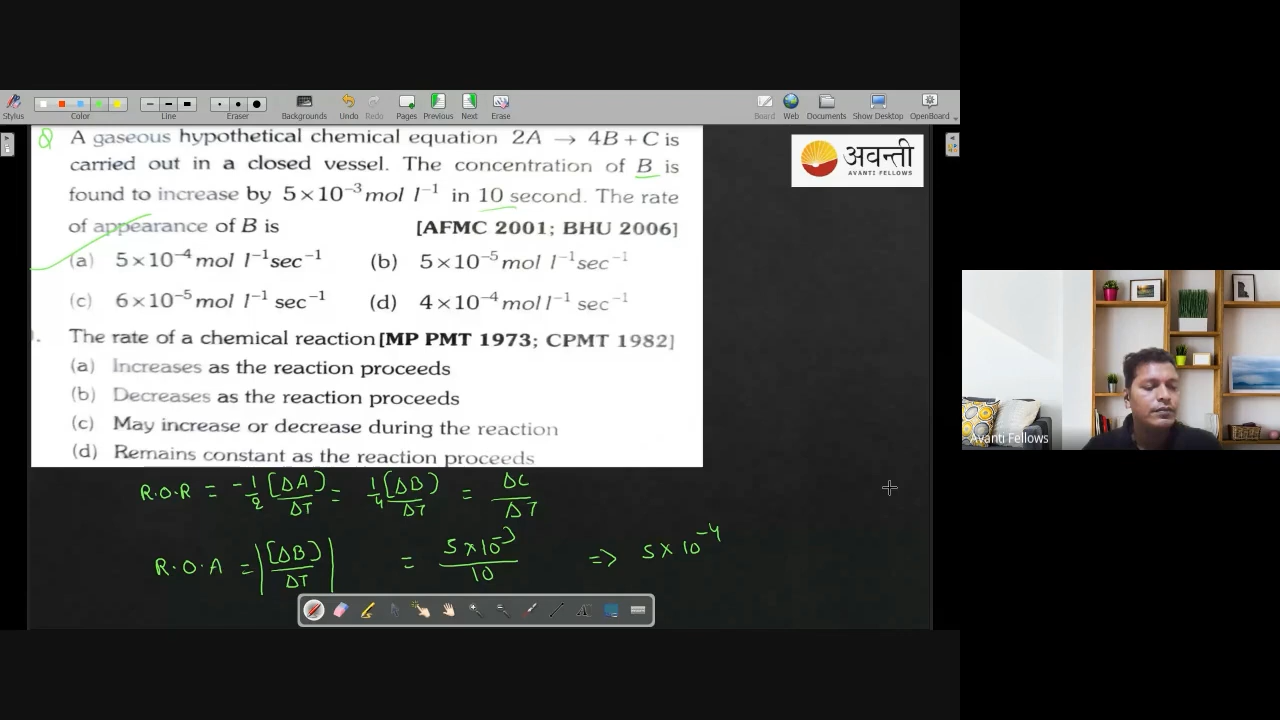 Stylus
Color
Line
Eraser
Backgrounds
Undo
Redo
Pages
Previous
Next
Erase
Board
Web
Documents
Show Desktop
OpenBoard
Q A gaseous hypothetical chemical equation 2A → 4B + C is
carried out in a closed vessel. The concentration of B is
found to increase by 5×10⁻³ mol l⁻¹ in 10 second. The rate
of appearance of B is [AFMC 2001; BHU 2006]
(a) 5×10⁻⁴ mol l⁻¹ sec⁻¹ (b) 5×10⁻⁵ mol l⁻¹ sec⁻¹
(c) 6×10⁻⁵ mol l⁻¹ sec⁻¹ (d) 4×10⁻⁴ mol l⁻¹ sec⁻¹
The rate of a chemical reaction [MP PMT 1973; CPMT 1982]
(a) Increases as the reaction proceeds
(b) Decreases as the reaction proceeds
(c) May increase or decrease during the reaction
(d) Remains constant as the reaction proceeds
R.O.R = -1/2 [ΔA]/ΔT = 1/4 [ΔB]/ΔT = ΔC/ΔT
R.O.A = |[ΔB]/ΔT| = 5×10⁻³/10 => 5×10⁻⁴
अवन्ती
AVANTI FELLOWS
Avanti Fellows